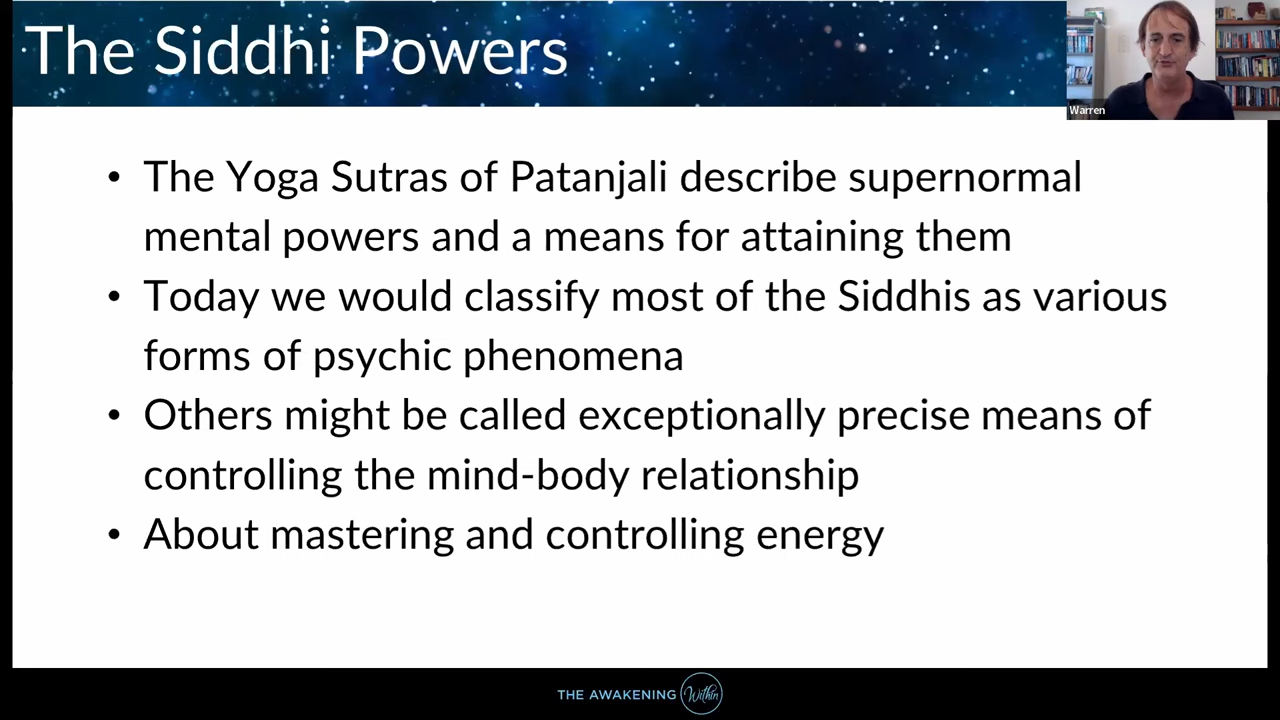 The Siddhi Powers
Warren
• The Yoga Sutras of Patanjali describe supernormal
mental powers and a means for attaining them
• Today we would classify most of the Siddhis as various
forms of psychic phenomena
• Others might be called exceptionally precise means of
controlling the mind-body relationship
• About mastering and controlling energy
THE AWAKENING Within